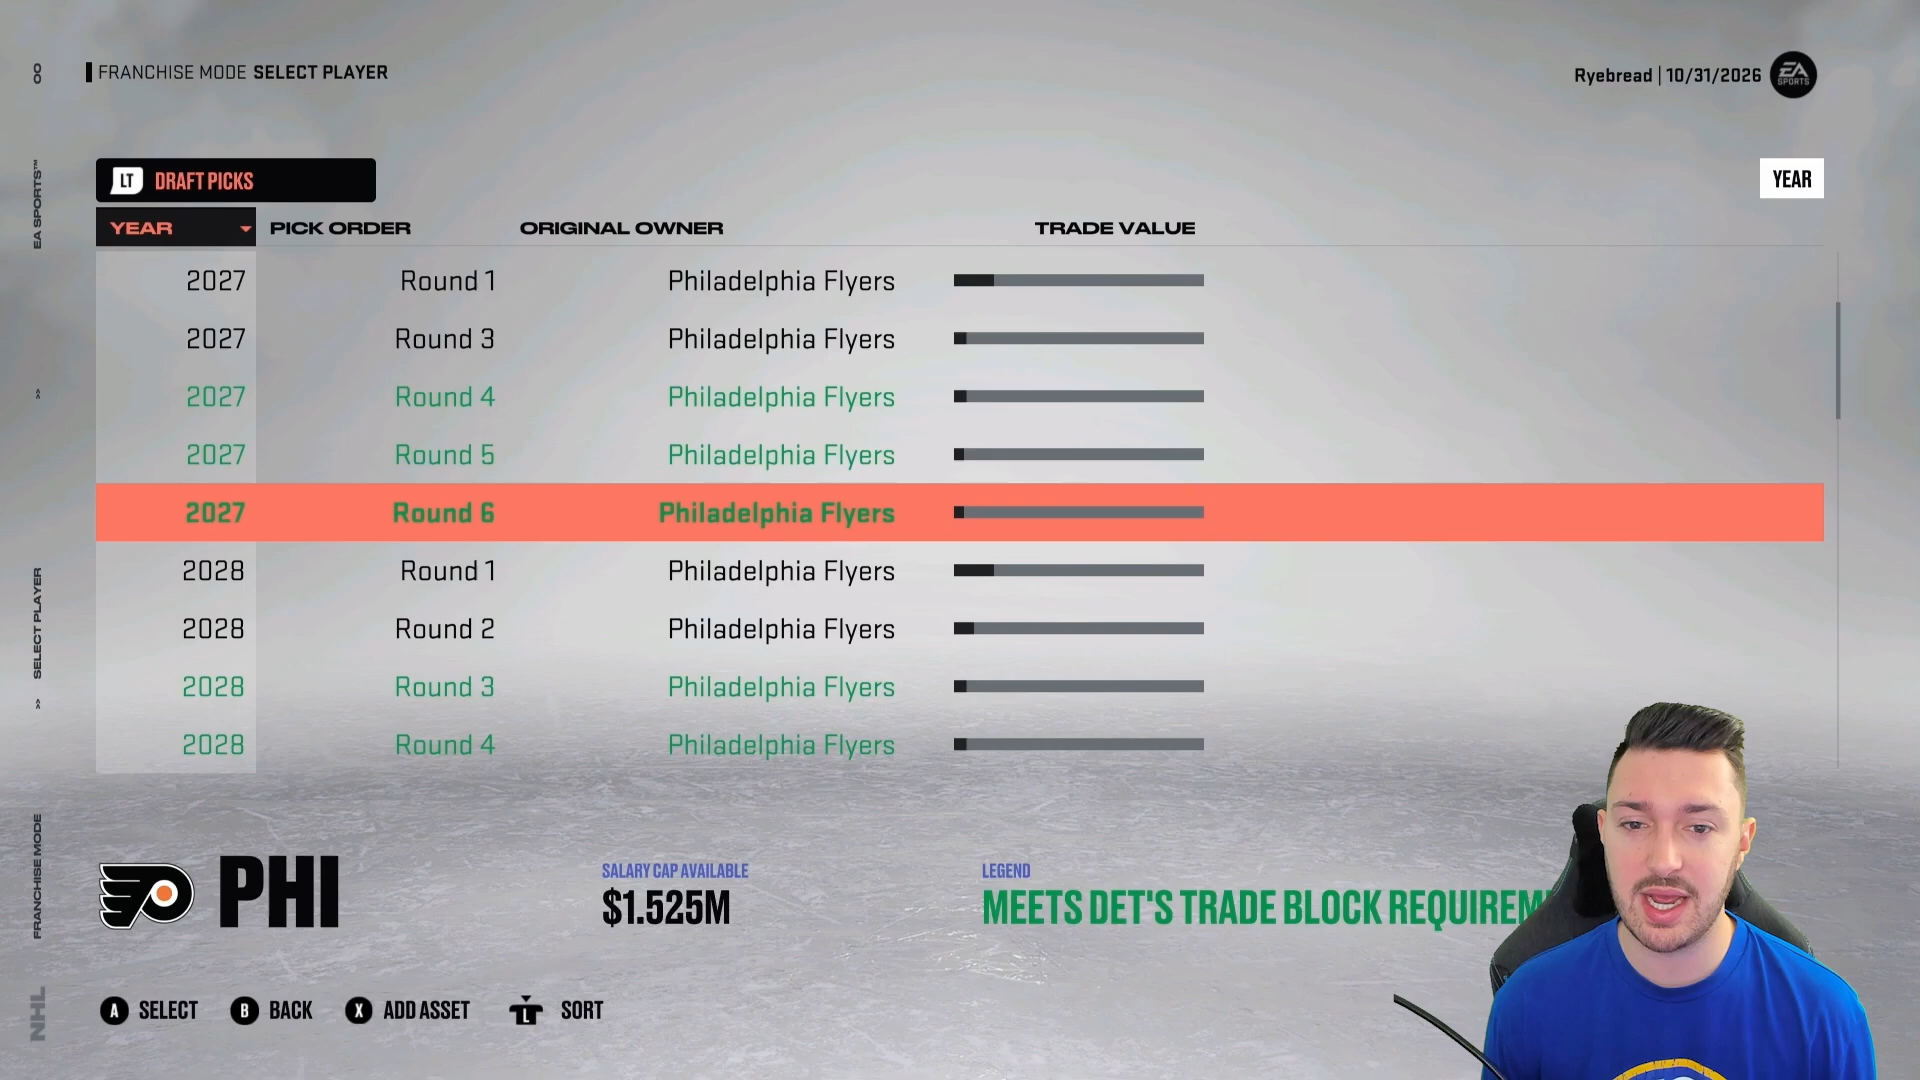 FRANCHISE MODE SELECT PLAYER
Ryebread | 10/31/2026
EA SPORTS
LT DRAFT PICKS
YEAR
YEAR PICK ORDER ORIGINAL OWNER TRADE VALUE
2027 Round 1 Philadelphia Flyers
2027 Round 3 Philadelphia Flyers
2027 Round 4 Philadelphia Flyers
2027 Round 5 Philadelphia Flyers
2027 Round 6 Philadelphia Flyers
2028 Round 1 Philadelphia Flyers
2028 Round 2 Philadelphia Flyers
2028 Round 3 Philadelphia Flyers
2028 Round 4 Philadelphia Flyers
PHI
SALARY CAP AVAILABLE
$1.525M
LEGEND
MEETS DET'S TRADE BLOCK REQUIREM
A SELECT B BACK X ADD ASSET L SORT
EA SPORTS™
SELECT PLAYER
FRANCHISE MODE
NHL